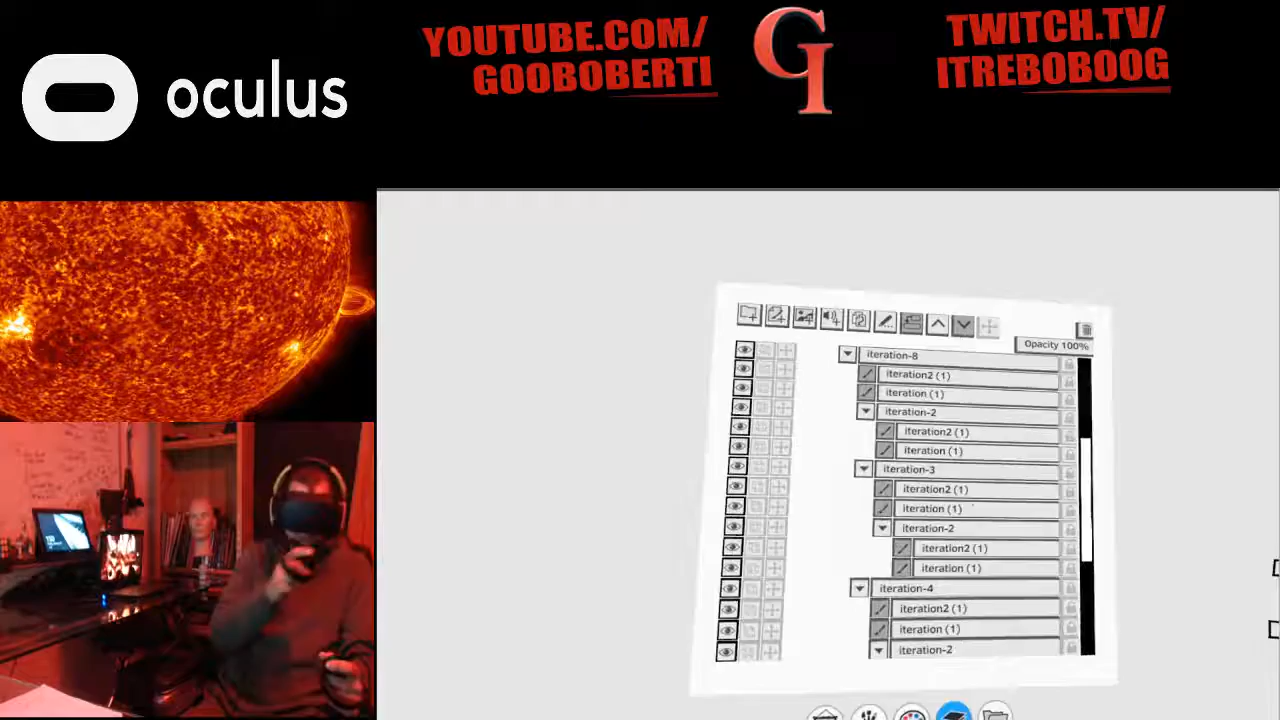 oculus
YOUTUBE.COM/
GOOBOBERTI
GI
TWITCH.TV/
ITREBOBOOG
Opacity 100%
iteration-8
iteration2 (1)
iteration (1)
iteration-2
iteration2 (1)
iteration (1)
iteration-3
iteration2 (1)
iteration (1)
iteration-2
iteration2 (1)
iteration (1)
iteration-4
iteration2 (1)
iteration (1)
iteration-2